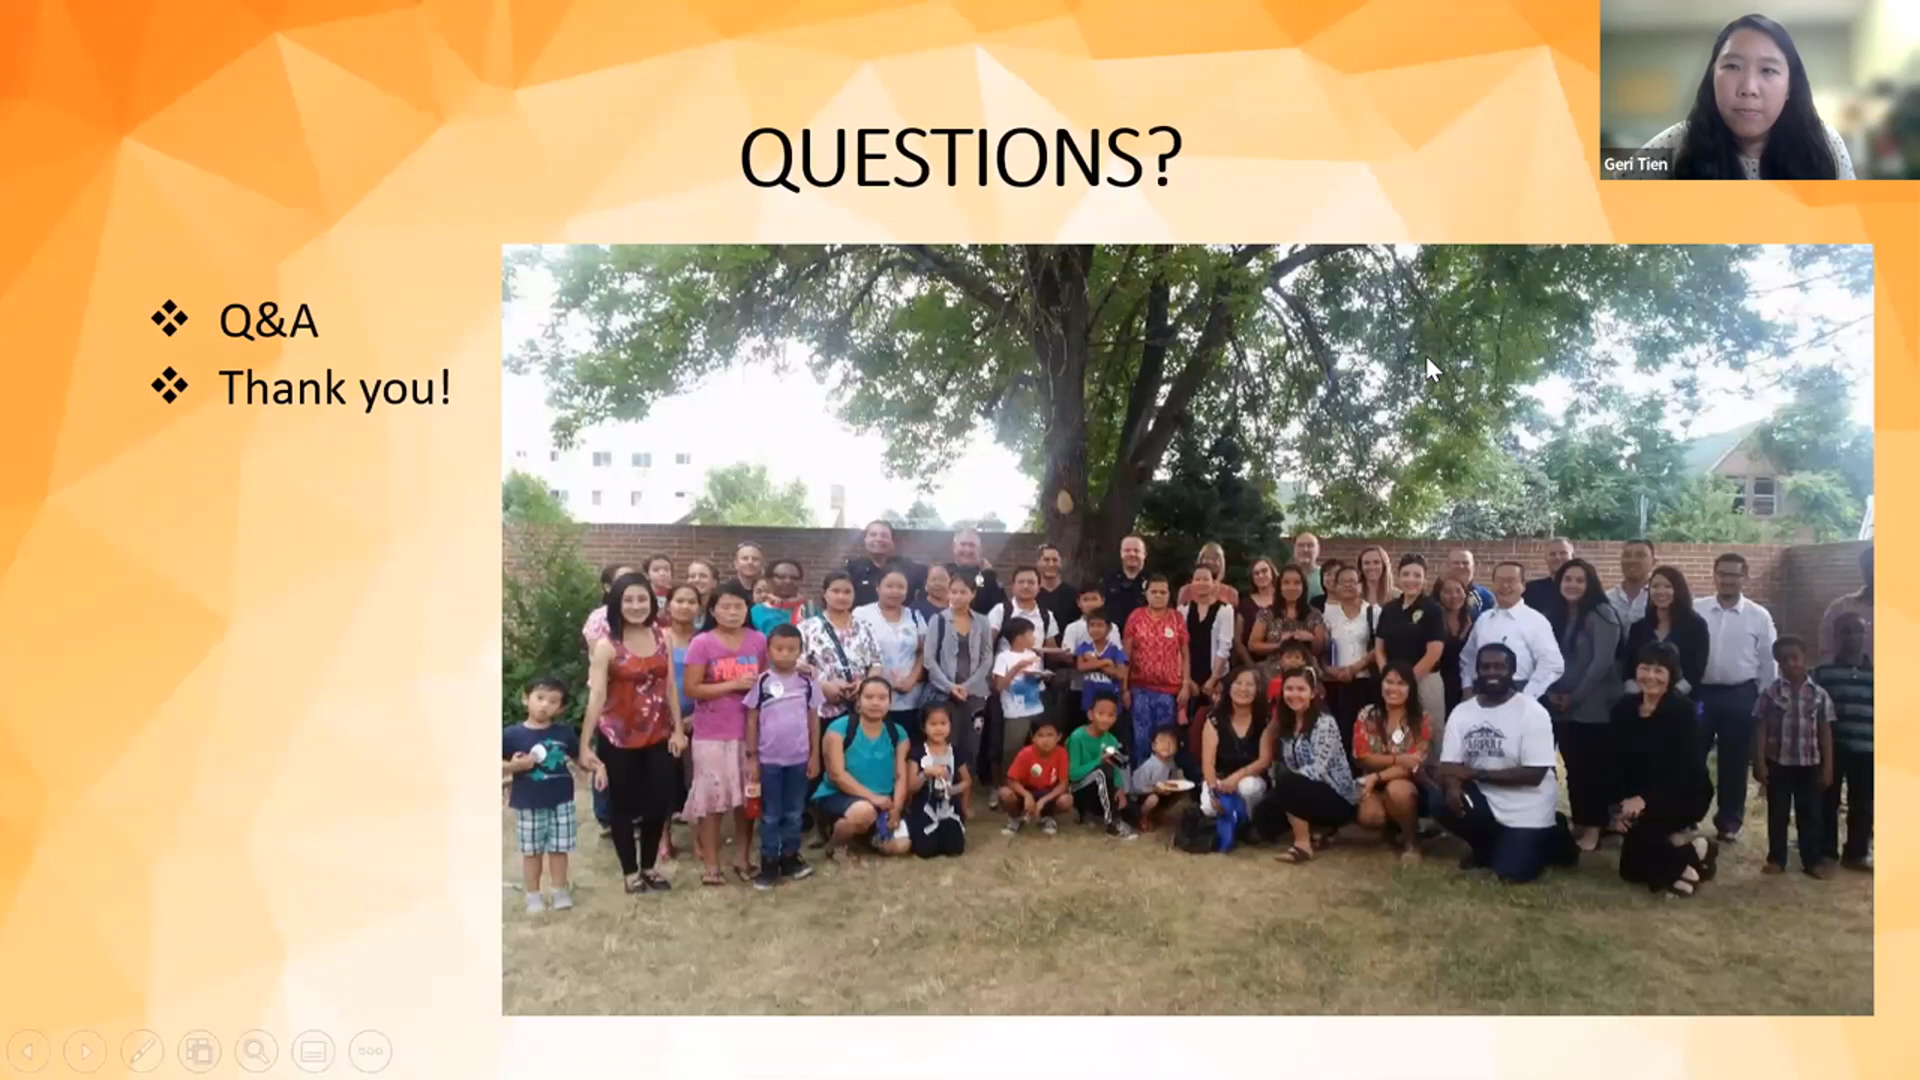 QUESTIONS?
Geri Tien
❖ Q&A
❖ Thank you!